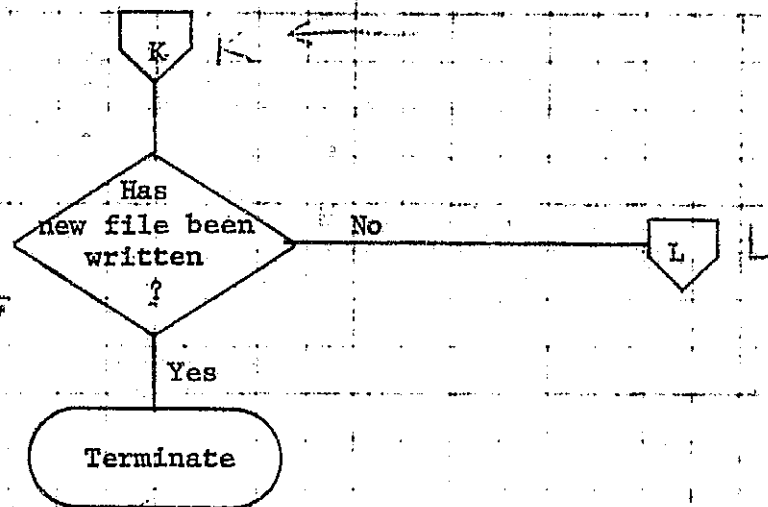 K K
Has
new file been
written
?
No
L L
Yes
Terminate